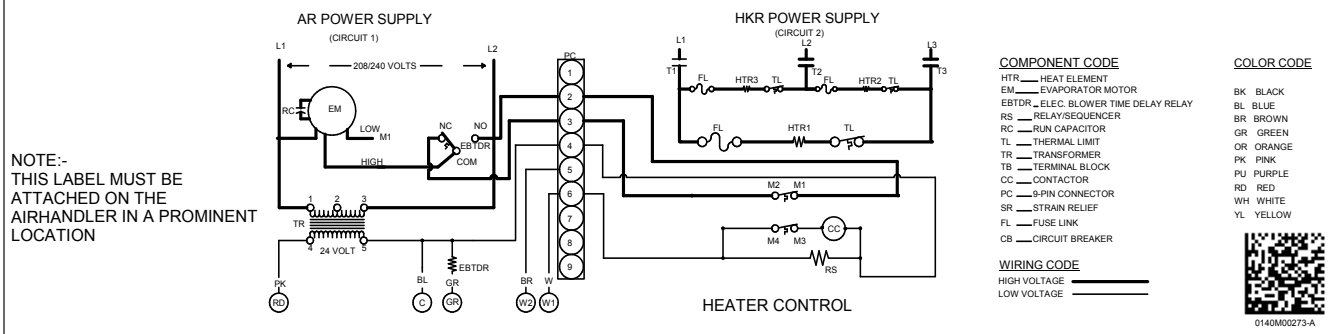 AR POWER SUPPLY
(CIRCUIT 1)
L1
L2
208/240 VOLTS
RC
EM
LOW
M1
HIGH
NC
NO
EBTDR
COM
1 2 3
TR
4 24 VOLT 5
PK
RD
BL
C
EBTDR
GR
GR
BR
W2
W
W1
PC
1
2
3
4
5
6
7
8
9
HKR POWER SUPPLY
(CIRCUIT 2)
L1
L2
L3
T1
T2
T3
FL
HTR3
TL
FL
HTR2
TL
FL
HTR1
TL
M2 M1
M4 M3
CC
RS
HEATER CONTROL
NOTE:-
THIS LABEL MUST BE
ATTACHED ON THE
AIRHANDLER IN A PROMINENT
LOCATION
COMPONENT CODE
HTR HEAT ELEMENT
EM EVAPORATOR MOTOR
EBTDR ELEC. BLOWER TIME DELAY RELAY
RS RELAY/SEQUENCER
RC RUN CAPACITOR
TL THERMAL LIMIT
TR TRANSFORMER
TB TERMINAL BLOCK
CC CONTACTOR
PC 9-PIN CONNECTOR
SR STRAIN RELIEF
FL FUSE LINK
CB CIRCUIT BREAKER
WIRING CODE
HIGH VOLTAGE
LOW VOLTAGE
COLOR CODE
BK BLACK
BL BLUE
BR BROWN
GR GREEN
OR ORANGE
PK PINK
PU PURPLE
RD RED
WH WHITE
YL YELLOW
0140M00273-A